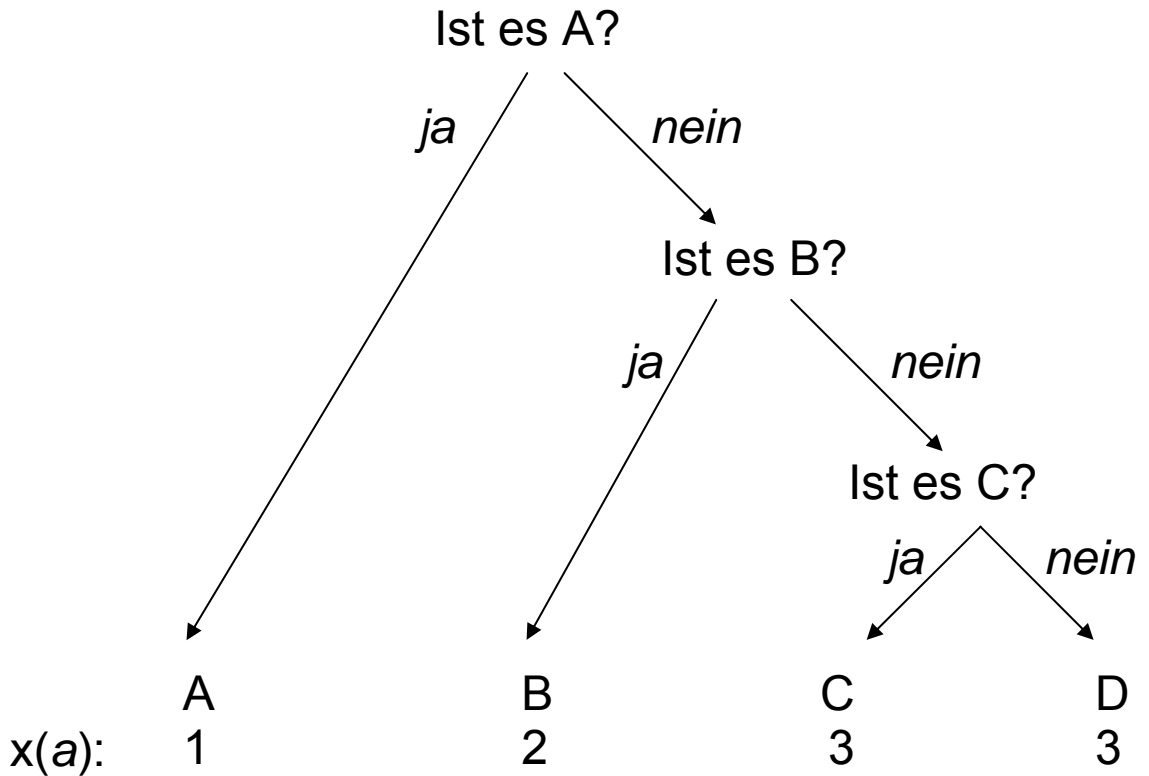 Ist es A?
ja
nein
Ist es B?
ja
nein
Ist es C?
ja
nein
A B C D
x(a): 1 2 3 3